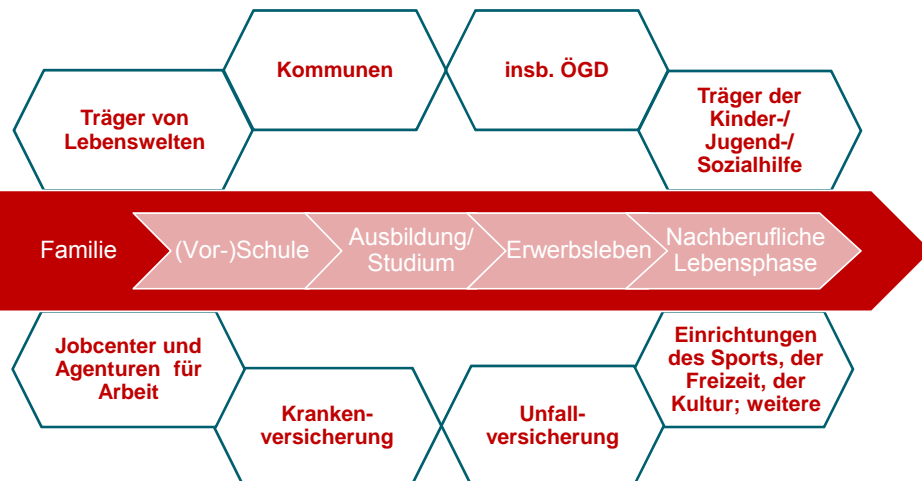 Kommunen
insb. ÖGD
Träger von
Lebenswelten
Träger der
Kinder-/
Jugend-/
Sozialhilfe
Familie
(Vor-)Schule
Ausbildung/
Studium
Erwerbsleben
Nachberufliche
Lebensphase
Jobcenter und
Agenturen für
Arbeit
Kranken-
versicherung
Unfall-
versicherung
Einrichtungen
des Sports, der
Freizeit, der
Kultur; weitere